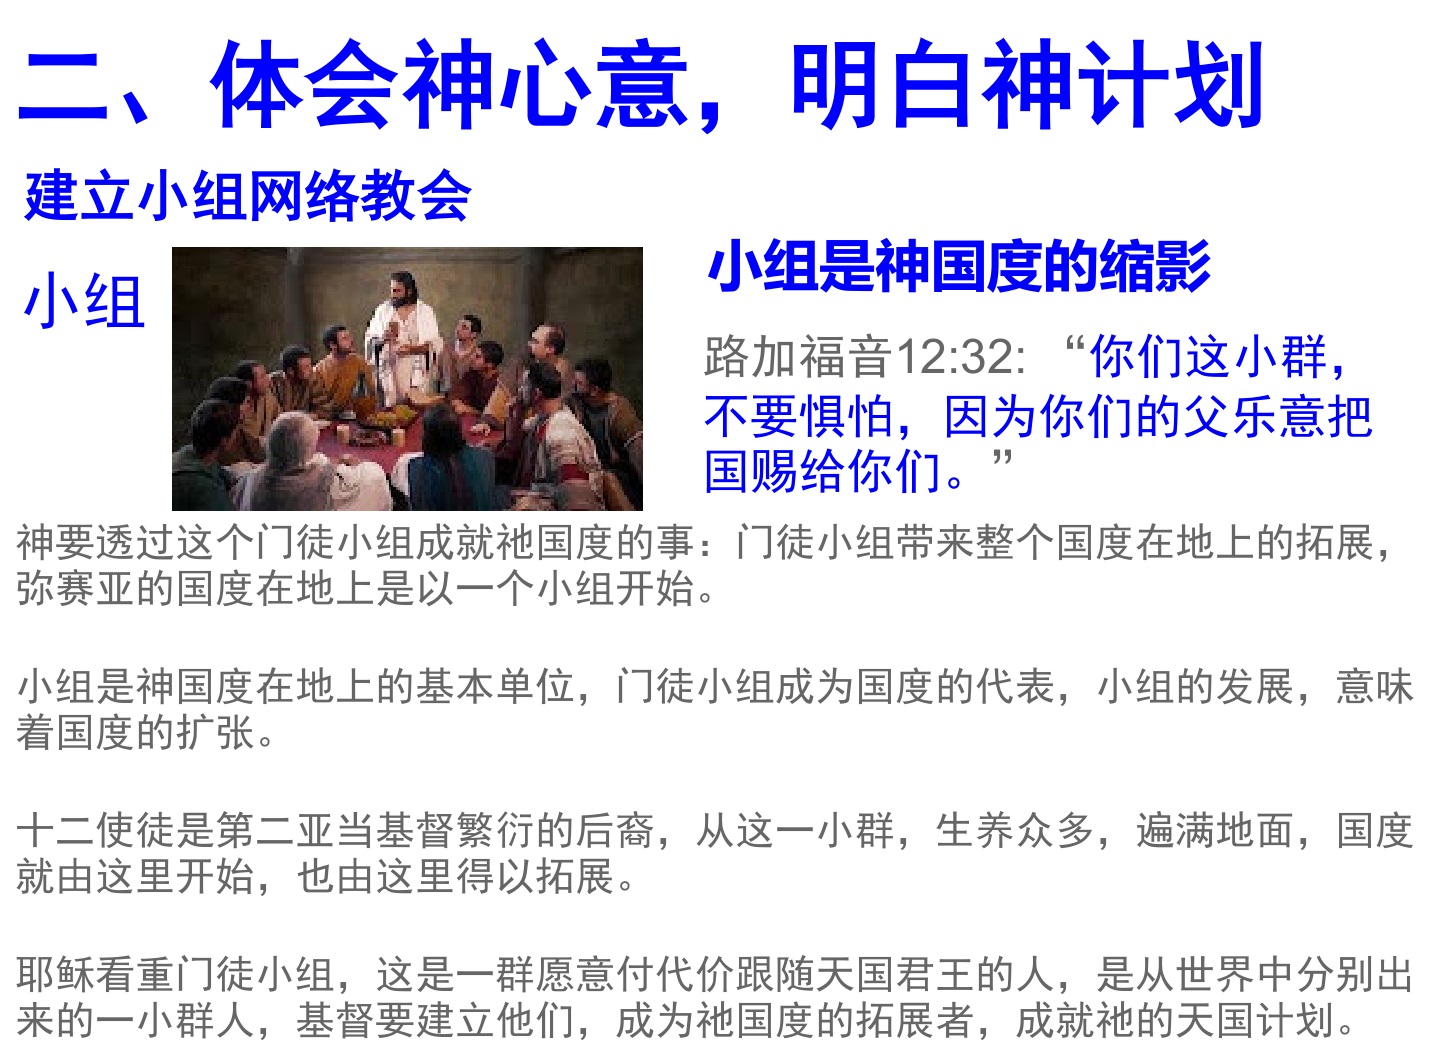 二、体会神心意，明白神计划
建立小组网络教会
小组
小组是神国度的缩影
路加福音12:32: “你们这小群，
不要惧怕，因为你们的父乐意把
国赐给你们。”
神要透过这个门徒小组成就祂国度的事：门徒小组带来整个国度在地上的拓展，
弥赛亚的国度在地上是以一个小组开始。
小组是神国度在地上的基本单位，门徒小组成为国度的代表，小组的发展，意味
着国度的扩张。
十二使徒是第二亚当基督繁衍的后裔，从这一小群，生养众多，遍满地面，国度
就由这里开始，也由这里得以拓展。
耶稣看重门徒小组，这是一群愿意付代价跟随天国君王的人，是从世界中分别出
来的一小群人，基督要建立他们，成为祂国度的拓展者，成就祂的天国计划。